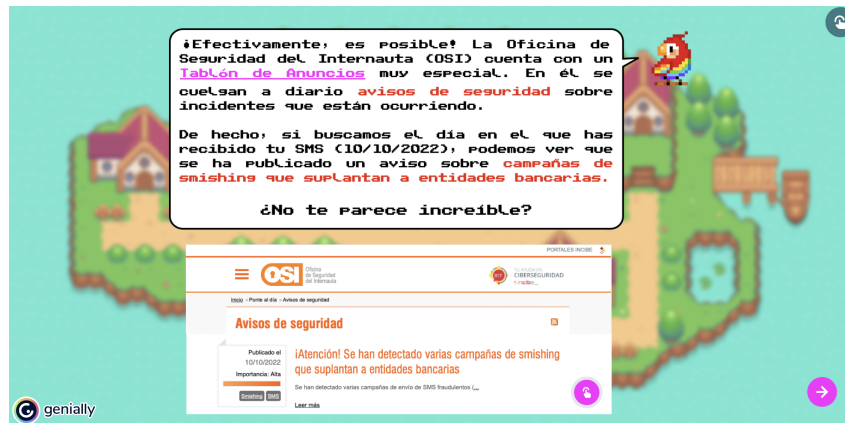 ¡Efectivamente, es posible! La Oficina de
Seguridad del Internauta (OSI) cuenta con un
Tablón de Anuncios muy especial. En él se
cuelgan a diario avisos de seguridad sobre
incidentes que están ocurriendo.
De hecho, si buscamos el día en el que has
recibido tu SMS (10/10/2022), podemos ver que
se ha publicado un aviso sobre campañas de
smishing que suplantan a entidades bancarias.
¿No te parece increíble?
PORTALES INCIBE
OSI
Oficina
de Seguridad
del Internauta
017
TU AYUDA EN
CIBERSEGURIDAD
Inicio > Ponte al día > Avisos de seguridad
Avisos de seguridad
Publicado el
10/10/2022
Importancia: Alta
Smishing SMS
¡Atención! Se han detectado varias campañas de smishing
que suplantan a entidades bancarias
Se han detectado varias campañas de envío de SMS fraudulentos (...
Leer más
genially